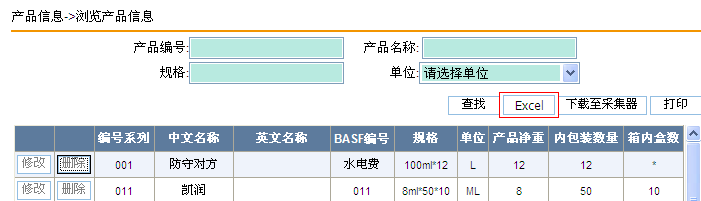 产品信息->浏览产品信息
产品编号: 产品名称:
规格: 单位: 请选择单位
查找 Excel 下载至采集器 打印
编号系列 中文名称 英文名称 BASF编号 规格 单位 产品净重 内包装数量 箱内盒数
修改 删除 001 防守对方 水电费 100ml*12 L 12 12 *
修改 删除 011 凯润 011 8ml*50*10 ML 8 50 10